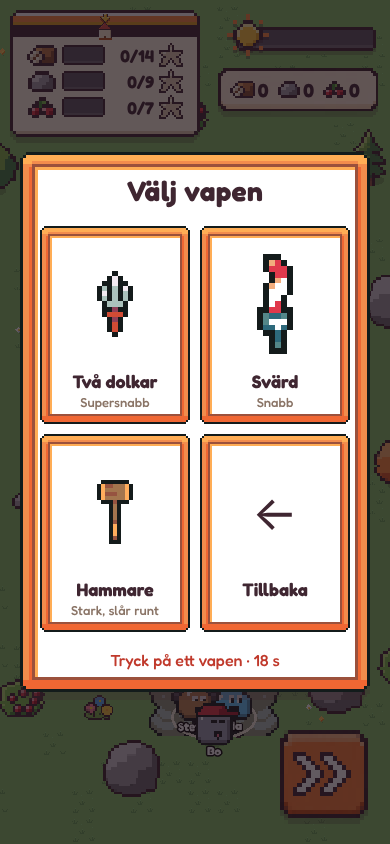 0/14
0/9
0/7
0 0 0
Välj vapen
Två dolkar
Supersnabb
Svärd
Snabb
Hammare
Stark, slår runt
Tillbaka
Tryck på ett vapen · 18 s
Bo